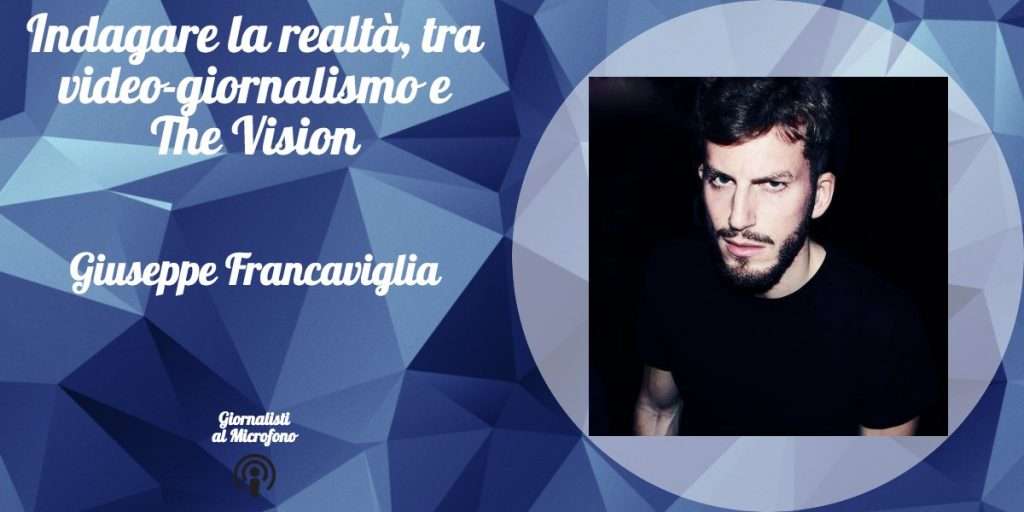 Indagare la realtà, tra
video-giornalismo e
The Vision
Giuseppe Francaviglia
Giornalisti
al Microfono